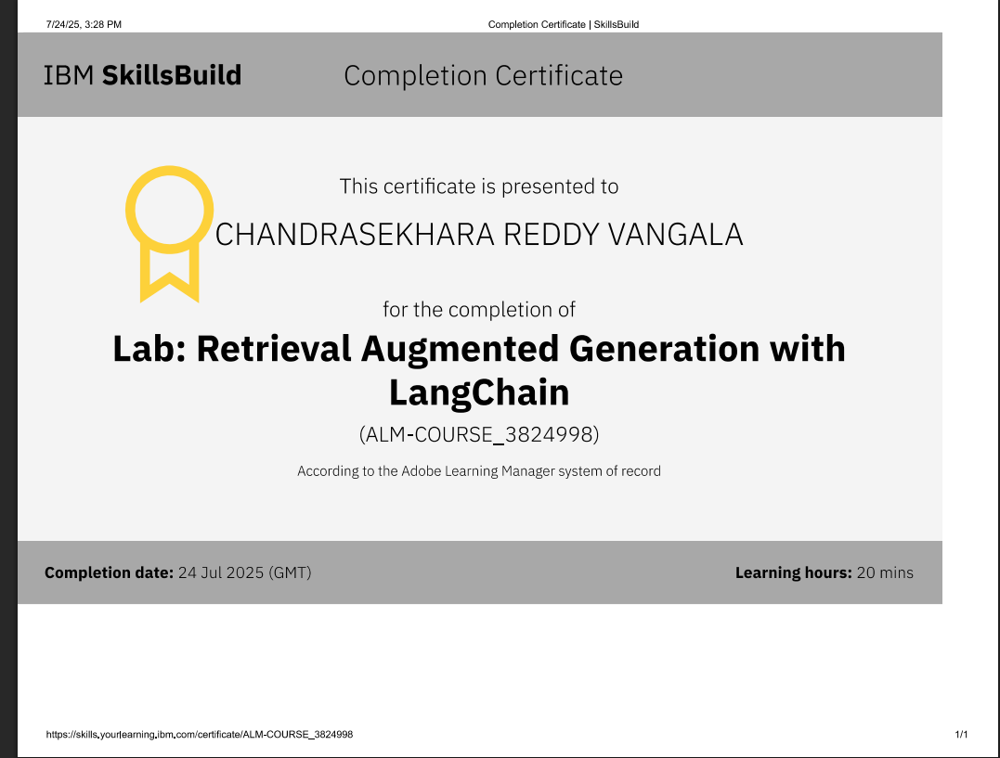 7/24/25, 3:28 PM Completion Certificate | SkillsBuild
IBM SkillsBuild Completion Certificate
This certificate is presented to
CHANDRASEKHARA REDDY VANGALA
for the completion of
Lab: Retrieval Augmented Generation with
LangChain
(ALM-COURSE_3824998)
According to the Adobe Learning Manager system of record
Completion date: 24 Jul 2025 (GMT) Learning hours: 20 mins
https://skills.yourlearning.ibm.com/certificate/ALM-COURSE_3824998 1/1